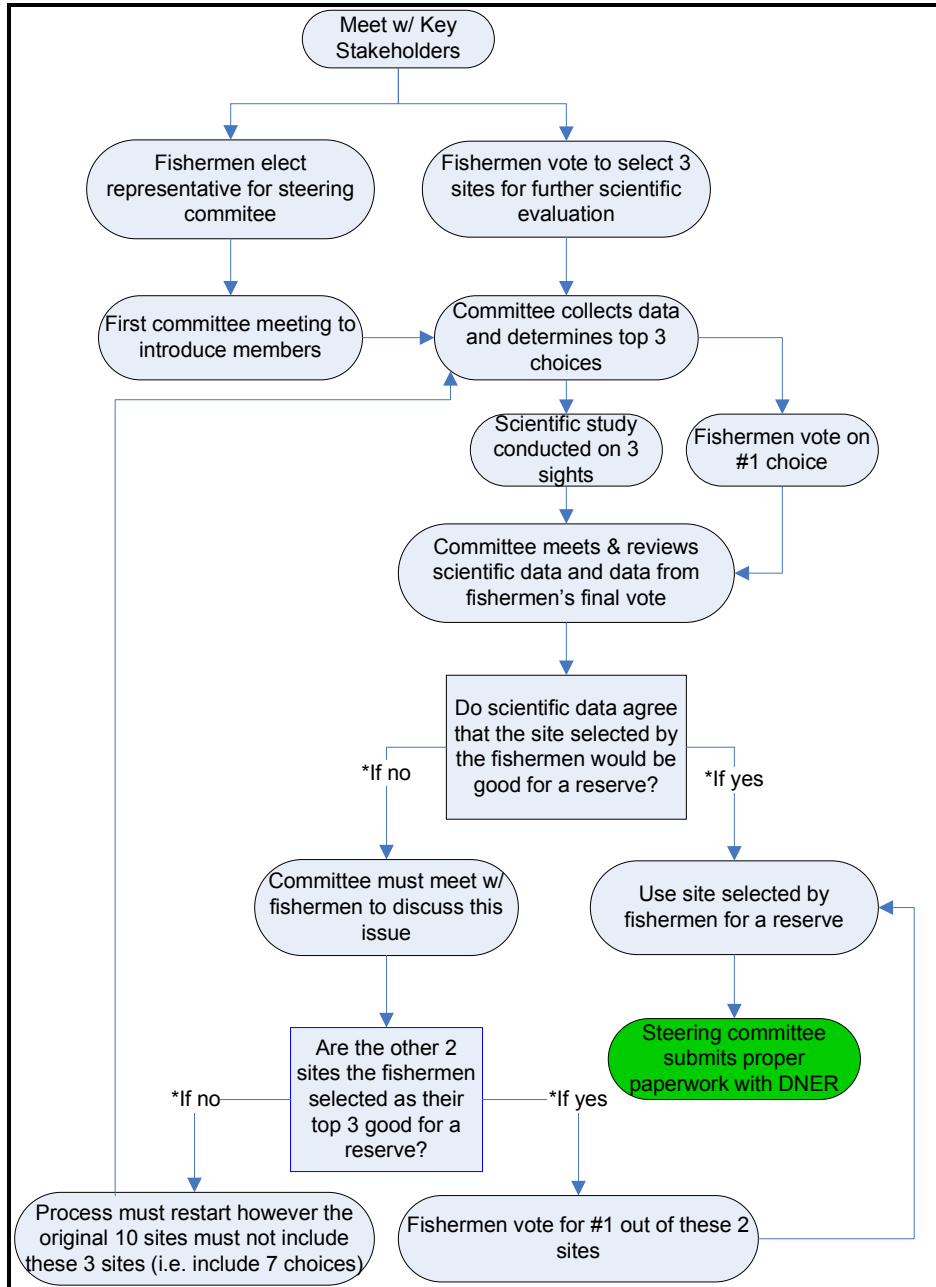 Meet w/ Key
Stakeholders
Fishermen elect
representative for steering
commitee
Fishermen vote to select 3
sites for further scientific
evaluation
First committee meeting to
introduce members
Committee collects data
and determines top 3
choices
Scientific study
conducted on 3
sights
Fishermen vote on
#1 choice
Committee meets & reviews
scientific data and data from
fishermen's final vote
Do scientific data agree
that the site selected by
the fishermen would be
good for a reserve?
*If no
*If yes
Committee must meet w/
fishermen to discuss this
issue
Use site selected by
fishermen for a reserve
Steering committee
submits proper
paperwork with DNER
Are the other 2
sites the fishermen
selected as their
top 3 good for a
reserve?
*If no
*If yes
Process must restart however the
original 10 sites must not include
these 3 sites (i.e. include 7 choices)
Fishermen vote for #1 out of these 2
sites